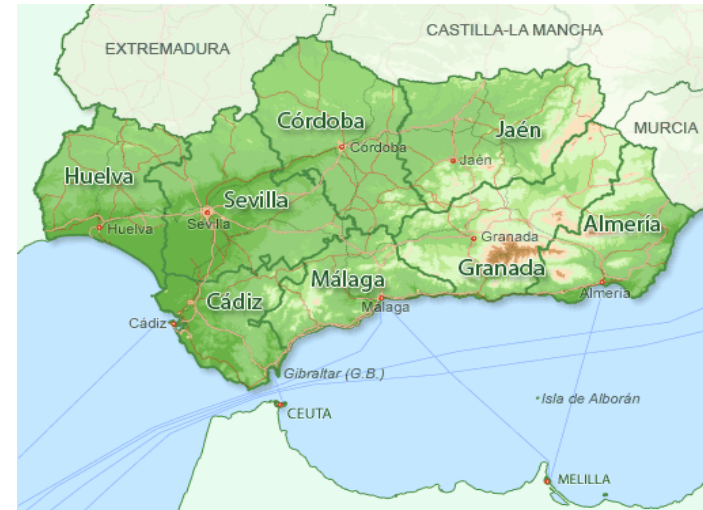 CASTILLA-LA MANCHA
EXTREMADURA
Córdoba
Jaén
MURCIA
Córdoba
Jaén
Huelva
Sevilla
Almería
Sevilla
Huelva
Granada
Granada
Málaga
Cádiz
Almería
Málaga
Cádiz
Gibraltar (G.B.)
Isla de Alborán
CEUTA
MELILLA